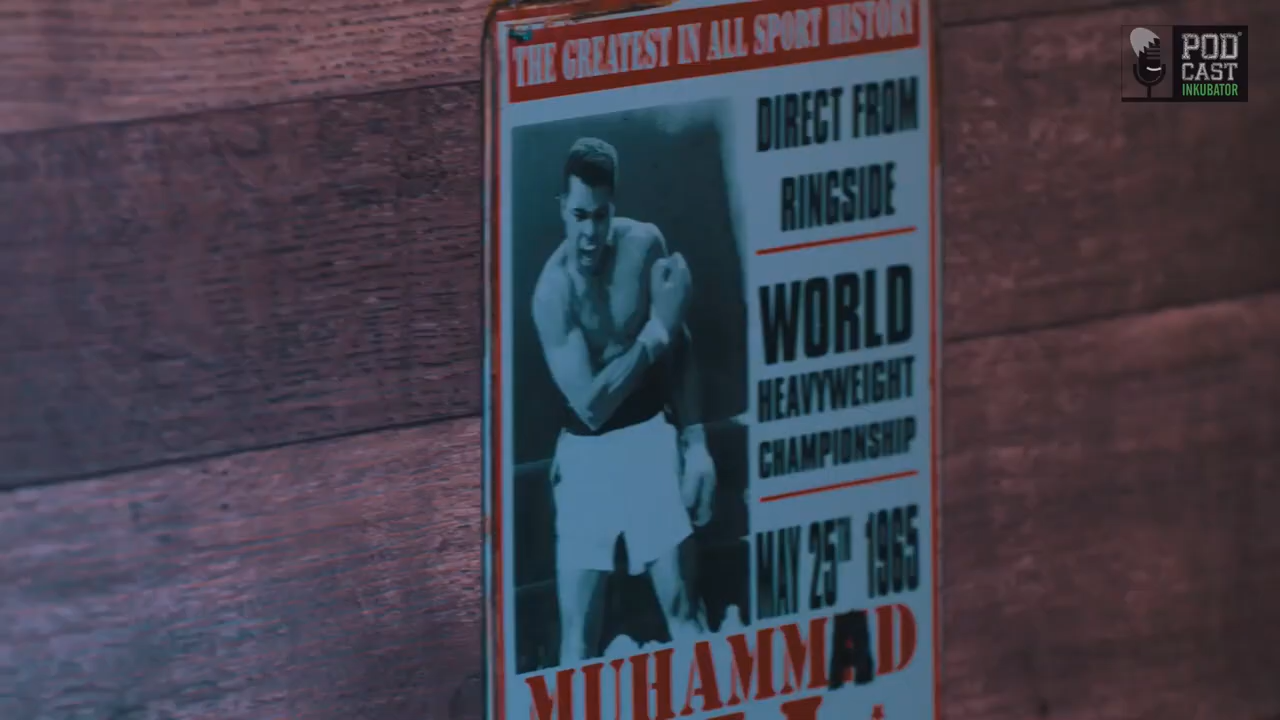 THE GREATEST IN ALL SPORT HISTORY
DIRECT FROM
RINGSIDE
WORLD
HEAVYWEIGHT
CHAMPIONSHIP
MAY 25TH 1965
MUHAMMAD
POD
CAST
INKUBATOR